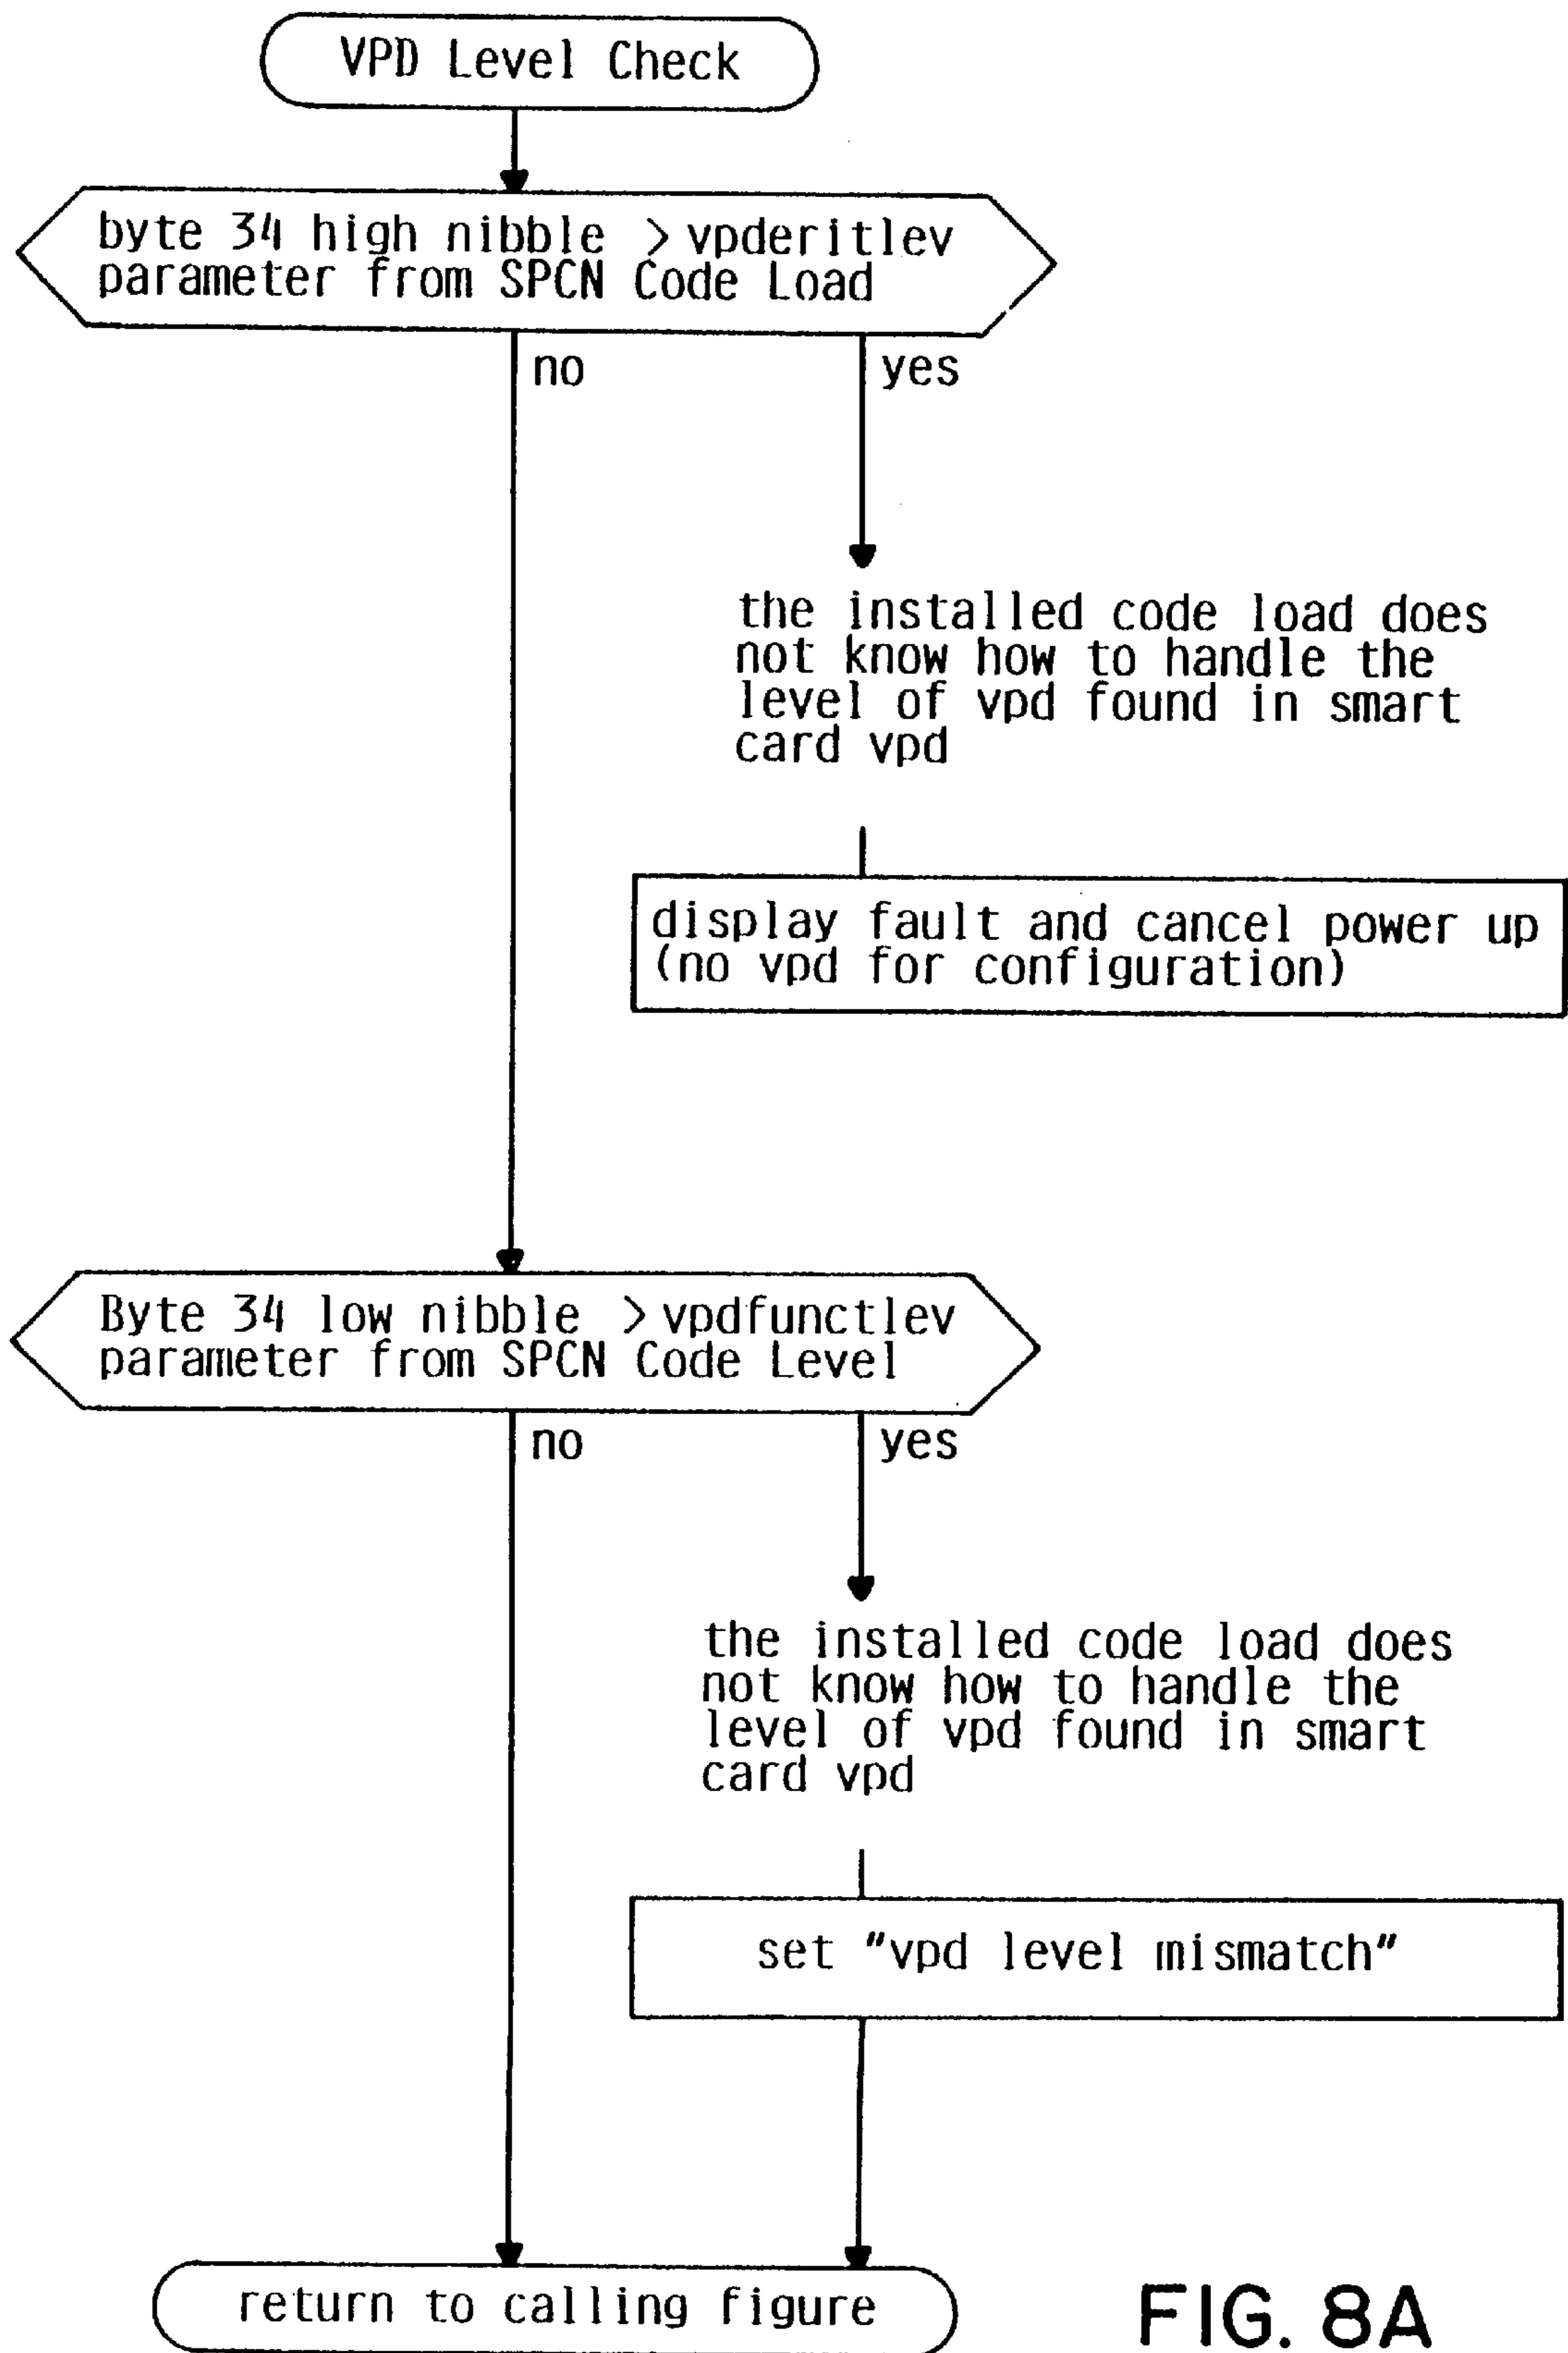 VPD Level Check
byte 34 high nibble > vpderitlev
parameter from SPCN Code Load
no
yes
the installed code load does
not know how to handle the
level of vpd found in smart
card vpd
display fault and cancel power up
(no vpd for configuration)
Byte 34 low nibble > vpdfunctlev
parameter from SPCN Code Level
no
yes
the installed code load does
not know how to handle the
level of vpd found in smart
card vpd
set "vpd level mismatch"
return to calling figure
FIG. 8A